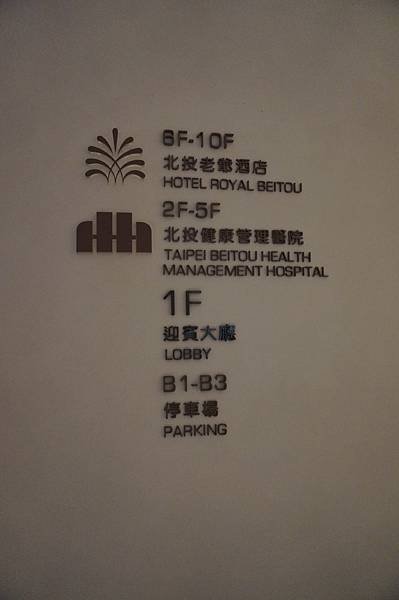 6F-10F
北投老爺酒店
HOTEL ROYAL BEITOU
2F-5F
北投健康管理醫院
TAIPEI BEITOU HEALTH
MANAGEMENT HOSPITAL
1F
迎賓大廳
LOBBY
B1-B3
停車場
PARKING